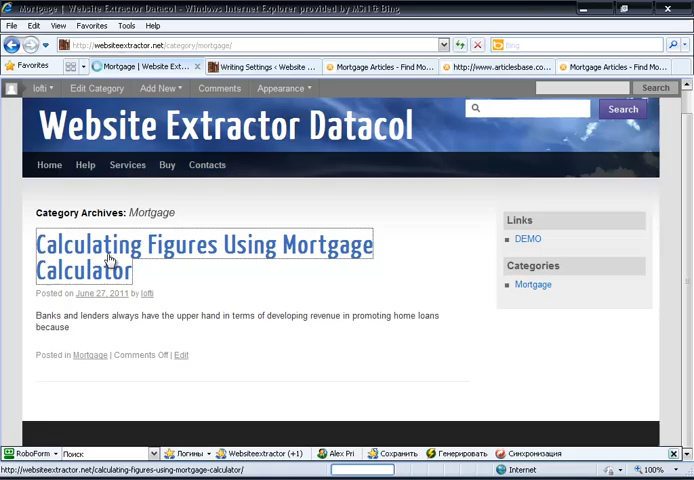 Mortgage | Website Extractor Datacol - Windows Internet Explorer provided by MSN & Bing
http://websiteextractor.net/category/mortgage/
Bing
File Edit View Favorites Tools Help
Favorites
Mortgage | Website Ext...
Writing Settings ‹ Website ...
Mortgage Articles - Find Mo...
http://www.articlesbase.co...
Mortgage Articles - Find Mo...
lofti
Edit Category
Add New
Comments
Appearance
Search
Website Extractor Datacol
Search
Home Help Services Buy Contacts
Category Archives: Mortgage
Calculating Figures Using Mortgage
Calculator
Posted on June 27, 2011 by lofti
Banks and lenders always have the upper hand in terms of developing revenue in promoting home loans
because
Posted in Mortgage | Comments Off | Edit
Links
DEMO
Categories
Mortgage
RoboForm Поиск Логины Websiteextractor (+1) Alex Pri Сохранить Генерировать Синхронизация
http://websiteextractor.net/calculating-figures-using-mortgage-calculator/
Internet
100%